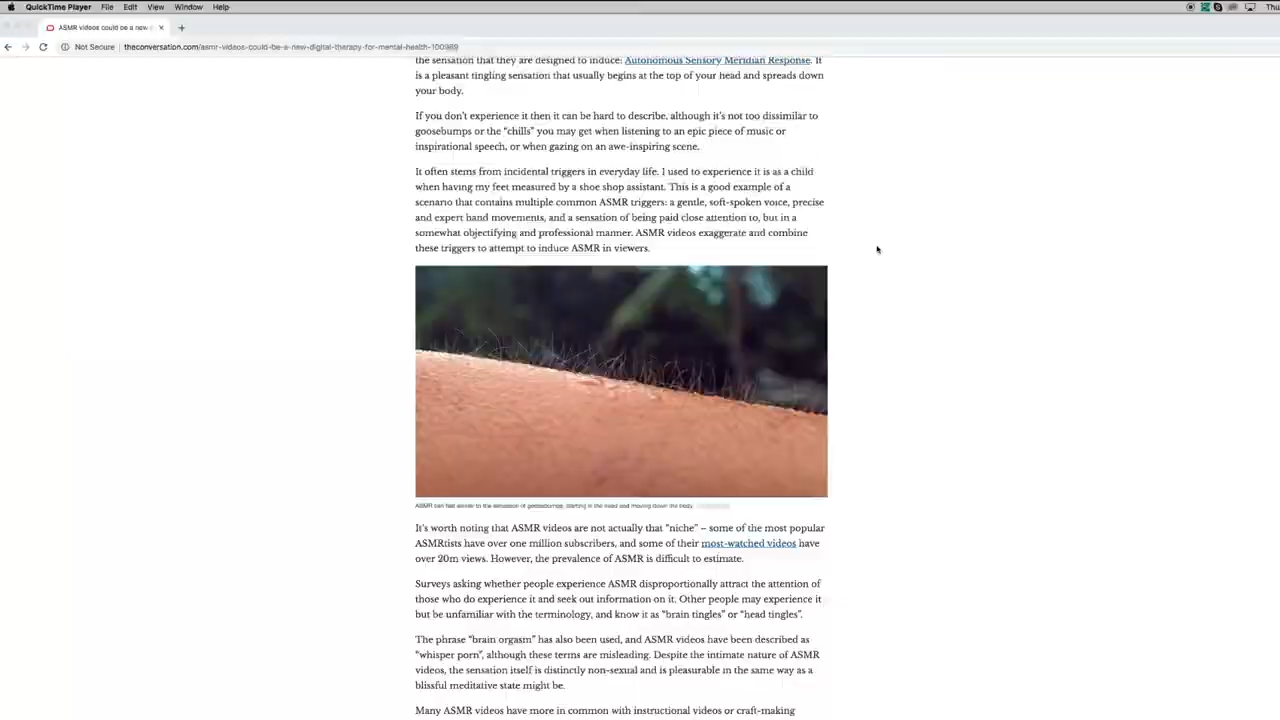 QuickTime Player File Edit View Window Help Thu
ASMR videos could be a new
Not Secure theconversation.com/asmr-videos-could-be-a-new-digital-therapy-for-mental-health-100989
the sensation that they are designed to induce: Autonomous Sensory Meridian Response. It
is a pleasant tingling sensation that usually begins at the top of your head and spreads down
your body.
If you don't experience it then it can be hard to describe, although it's not too dissimilar to
goosebumps or the "chills" you may get when listening to an epic piece of music or
inspirational speech, or when gazing on an awe-inspiring scene.
It often stems from incidental triggers in everyday life. I used to experience it is as a child
when having my feet measured by a shoe shop assistant. This is a good example of a
scenario that contains multiple common ASMR triggers: a gentle, soft-spoken voice, precise
and expert hand movements, and a sensation of being paid close attention to, but in a
somewhat objectifying and professional manner. ASMR videos exaggerate and combine
these triggers to attempt to induce ASMR in viewers.
ASMR can feel similar to the sensation of goosebumps, starting in the head and moving down the body.
It's worth noting that ASMR videos are not actually that "niche" – some of the most popular
ASMRtists have over one million subscribers, and some of their most-watched videos have
over 20m views. However, the prevalence of ASMR is difficult to estimate.
Surveys asking whether people experience ASMR disproportionally attract the attention of
those who do experience it and seek out information on it. Other people may experience it
but be unfamiliar with the terminology, and know it as "brain tingles" or "head tingles".
The phrase "brain orgasm" has also been used, and ASMR videos have been described as
"whisper porn", although these terms are misleading. Despite the intimate nature of ASMR
videos, the sensation itself is distinctly non-sexual and is pleasurable in the same way as a
blissful meditative state might be.
Many ASMR videos have more in common with instructional videos or craft-making